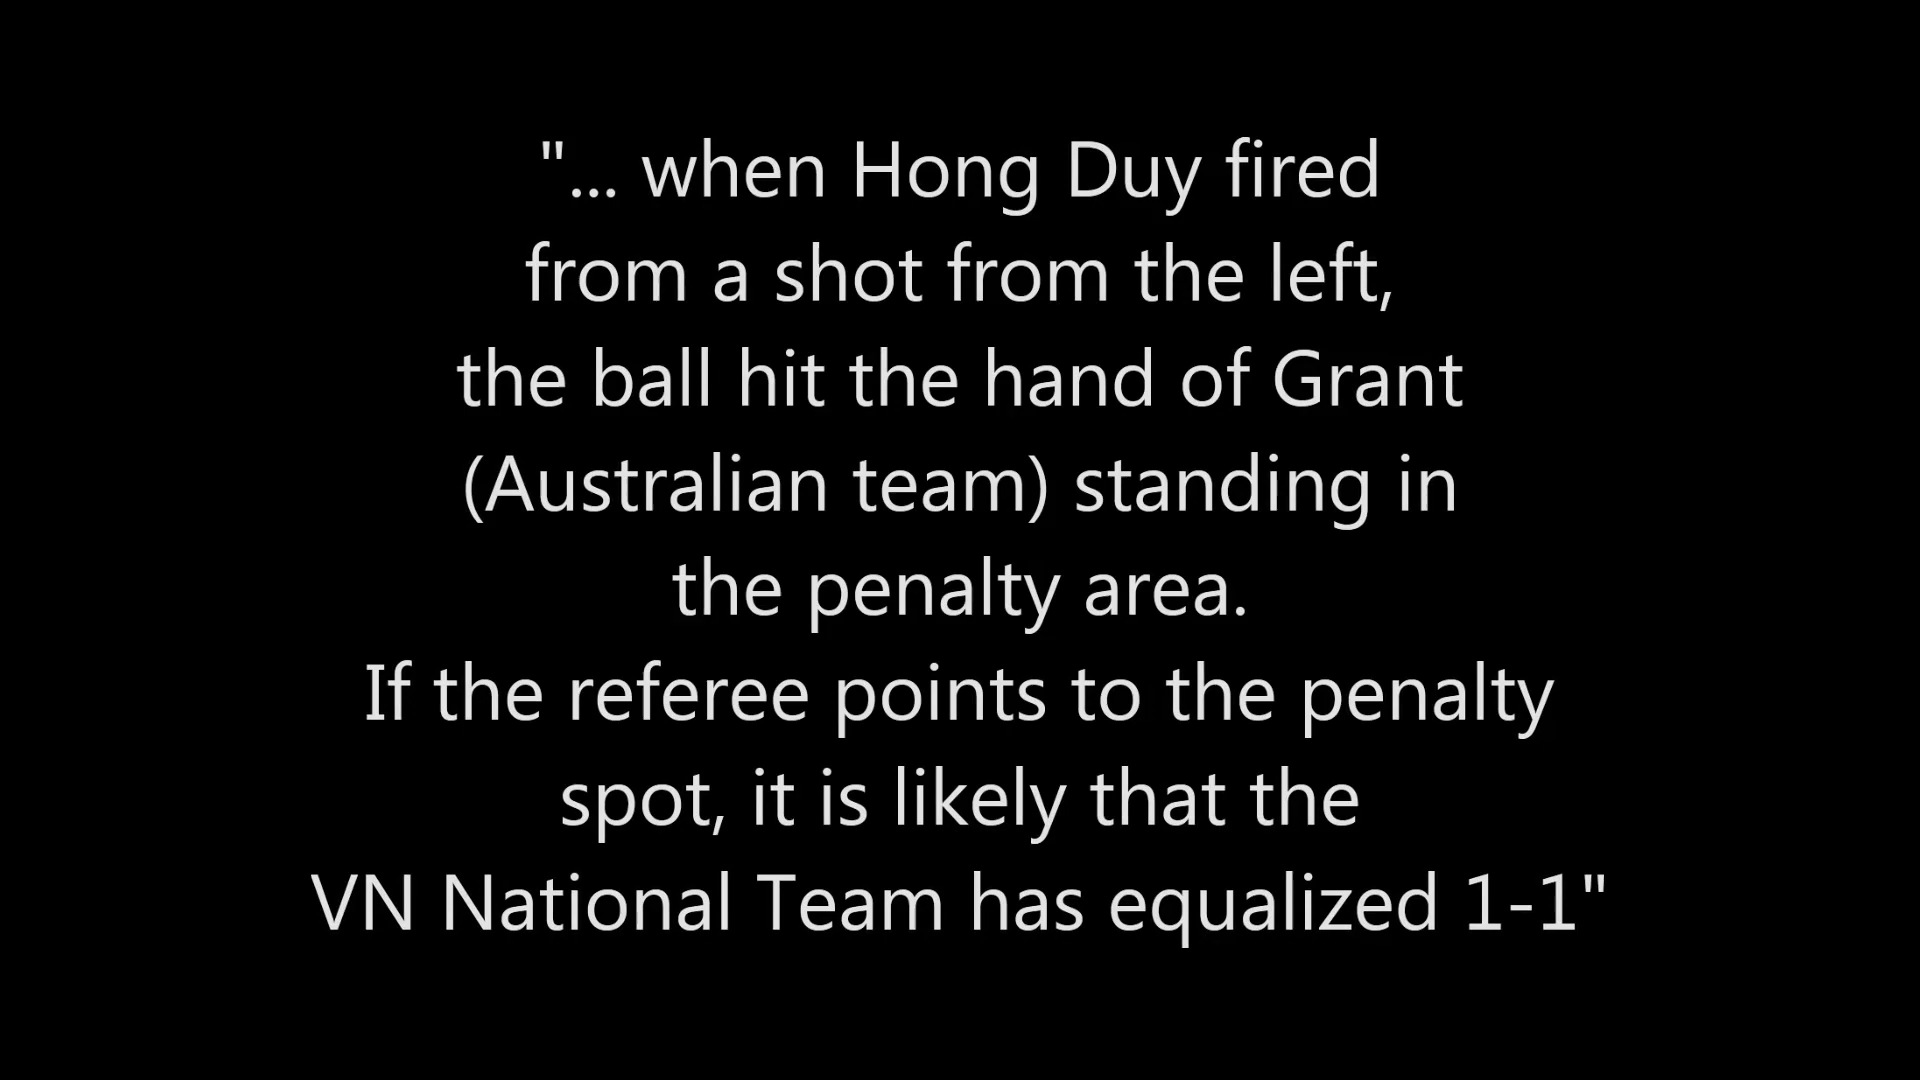 "... when Hong Duy fired
from a shot from the left,
the ball hit the hand of Grant
(Australian team) standing in
the penalty area.
If the referee points to the penalty
spot, it is likely that the
VN National Team has equalized 1-1"